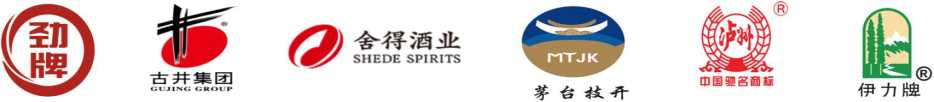 劲牌
古井集团
GUJING GROUP
舍得酒业
SHEDE SPIRITS
MTJK
茅台技开
泸州
®
中国驰名商标
®
伊力牌